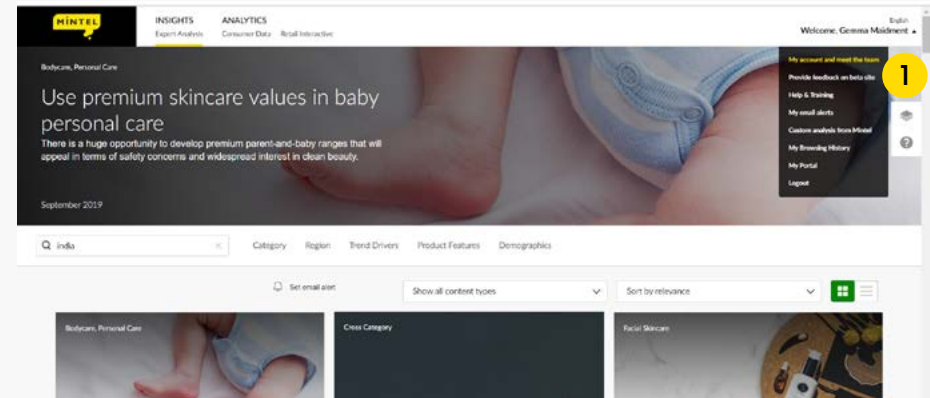 MINTEL
INSIGHTS
Expert Analysis
ANALYTICS
Consumer Data Retail Interactive
English
Welcome, Gemma Maidment
My account and meet the team
Provide feedback on beta site
Help & Training
My email alerts
Custom analysis from Mintel
My Browsing History
My Portal
Logout
1
Bodycare, Personal Care
Use premium skincare values in baby
personal care
There is a huge opportunity to develop premium parent-and-baby ranges that will
appeal in terms of safety concerns and widespread interest in clean beauty.
September 2019
india
Category Region Trend Drivers Product Features Demographics
Set email alert
Show all content types
Sort by relevance
Bodycare, Personal Care
Cross Category
Facial Skincare